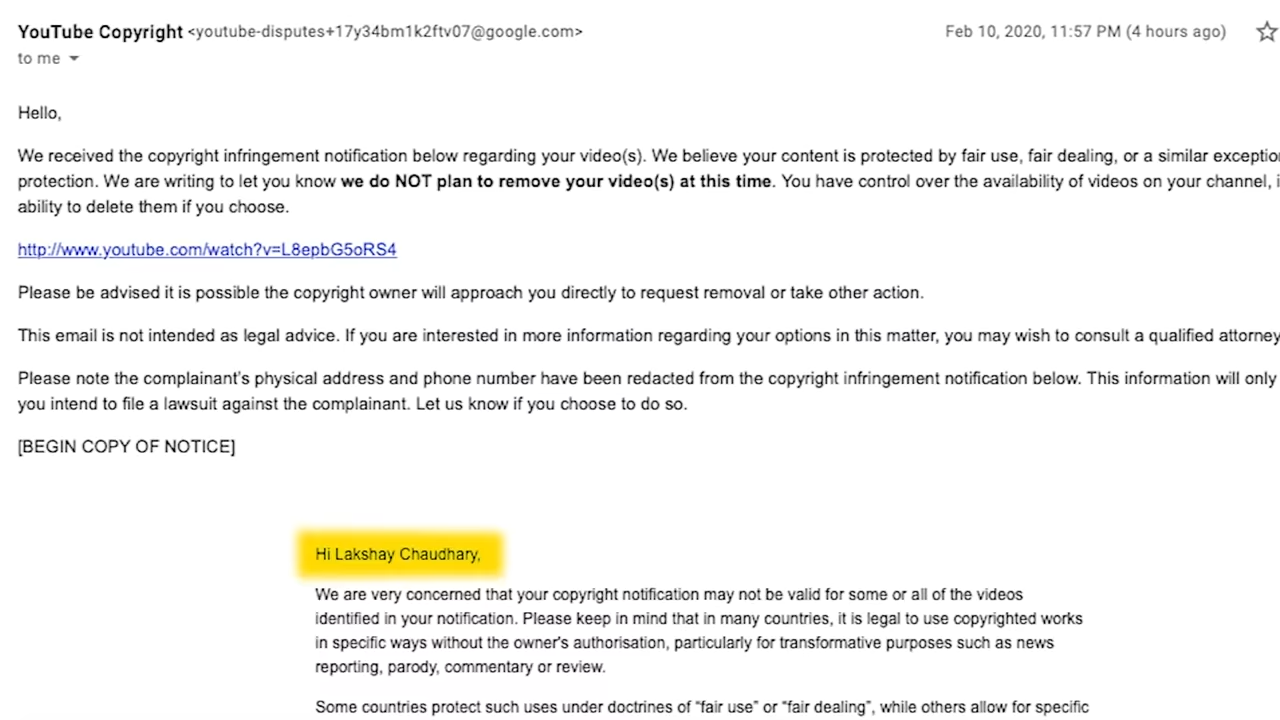 YouTube Copyright <youtube-disputes+17y34bm1k2ftv07@google.com>
Feb 10, 2020, 11:57 PM (4 hours ago)
to me
Hello,
We received the copyright infringement notification below regarding your video(s). We believe your content is protected by fair use, fair dealing, or a similar exceptio
protection. We are writing to let you know we do NOT plan to remove your video(s) at this time. You have control over the availability of videos on your channel, i
ability to delete them if you choose.
http://www.youtube.com/watch?v=L8epbG5oRS4
Please be advised it is possible the copyright owner will approach you directly to request removal or take other action.
This email is not intended as legal advice. If you are interested in more information regarding your options in this matter, you may wish to consult a qualified attorney
Please note the complainant's physical address and phone number have been redacted from the copyright infringement notification below. This information will only
you intend to file a lawsuit against the complainant. Let us know if you choose to do so.
[BEGIN COPY OF NOTICE]
Hi Lakshay Chaudhary,
We are very concerned that your copyright notification may not be valid for some or all of the videos
identified in your notification. Please keep in mind that in many countries, it is legal to use copyrighted works
in specific ways without the owner's authorisation, particularly for transformative purposes such as news
reporting, parody, commentary or review.
Some countries protect such uses under doctrines of "fair use" or "fair dealing", while others allow for specific